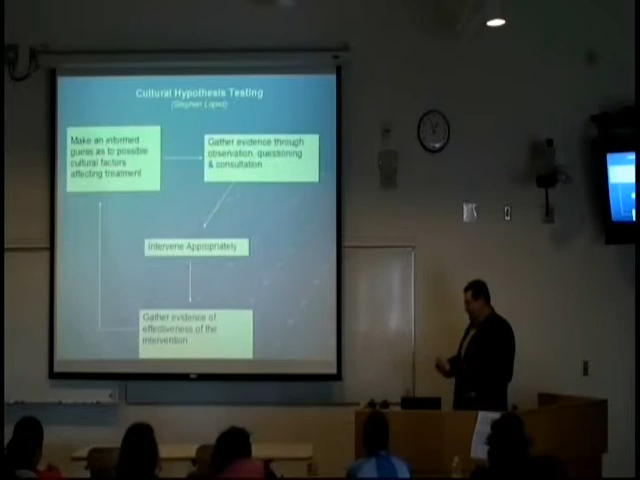 Cultural Hypothesis Testing
(Stephen Lopez)
Make an informed
guess as to possible
cultural factors
affecting treatment
Gather evidence through
observation, questioning
& consultation
Intervene Appropriately
Gather evidence of
effectiveness of the
intervention